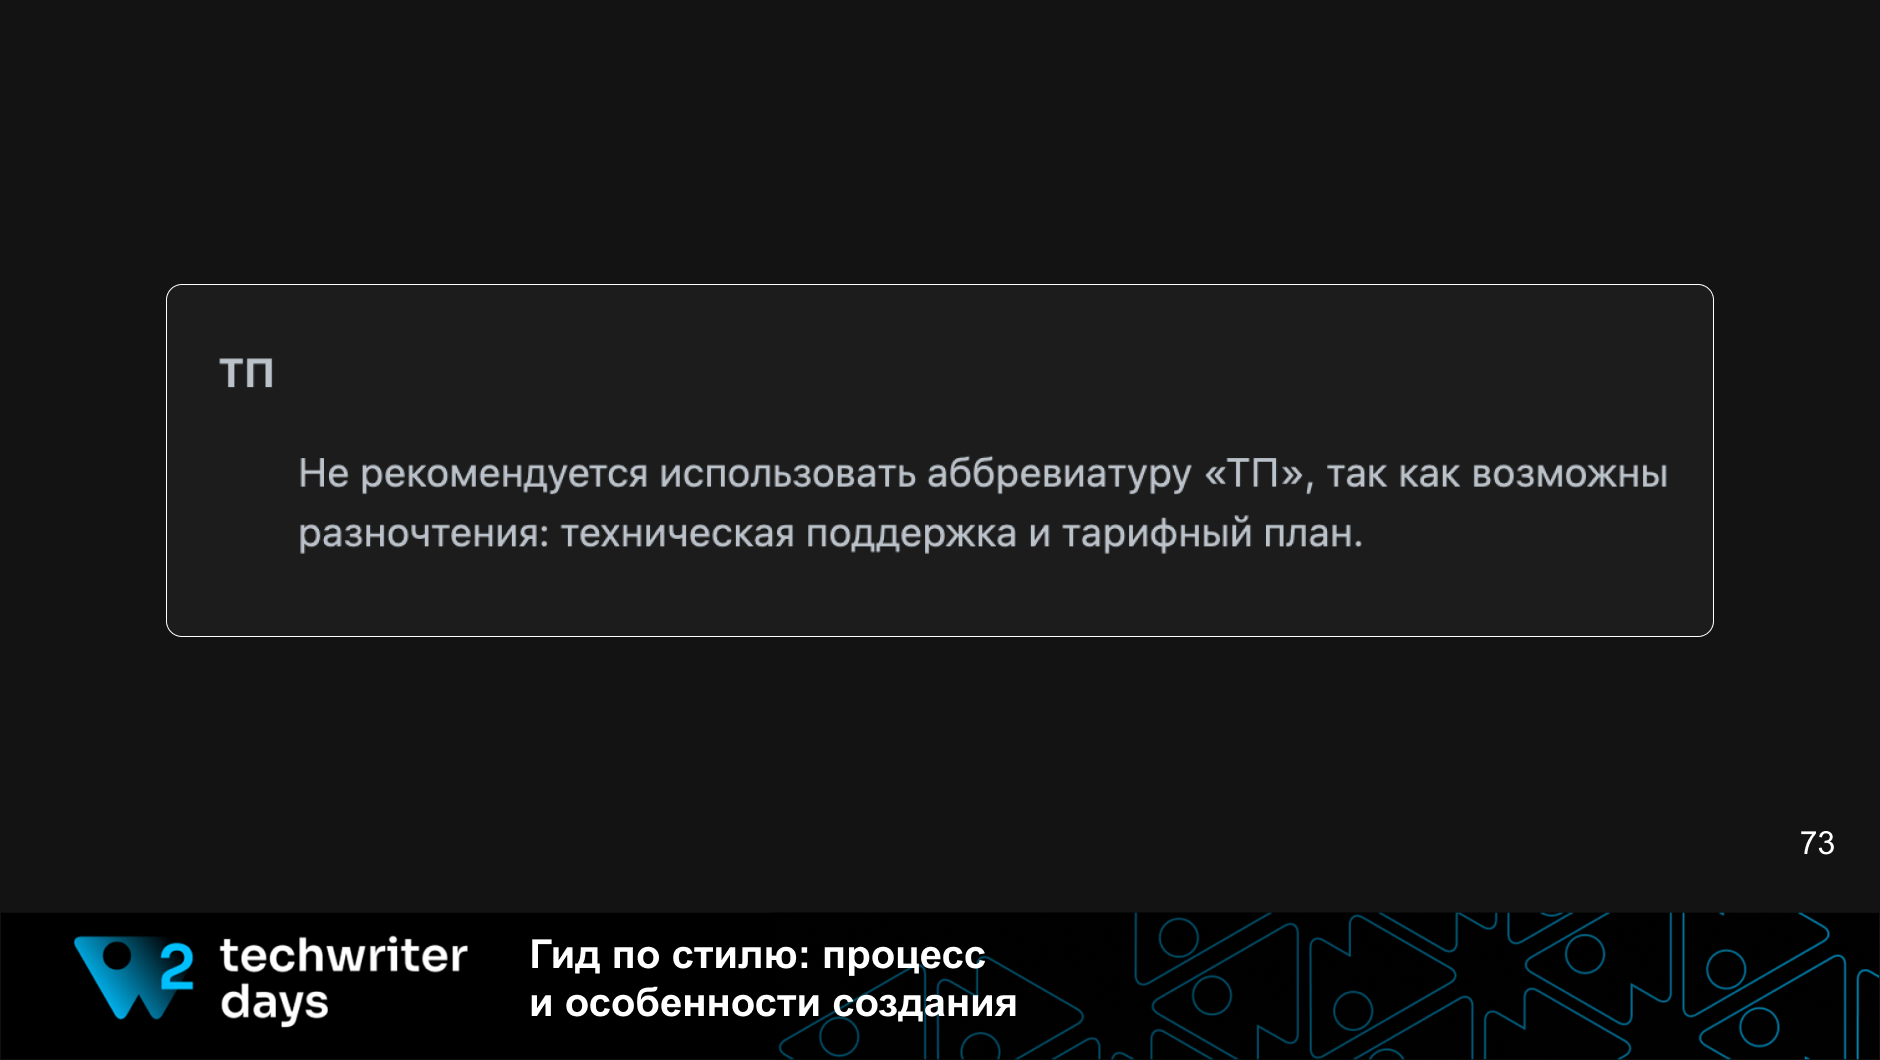 ТП
Не рекомендуется использовать аббревиатуру «ТП», так как возможны
разночтения: техническая поддержка и тарифный план.
73
2 techwriter
days
Гид по стилю: процесс
и особенности создания